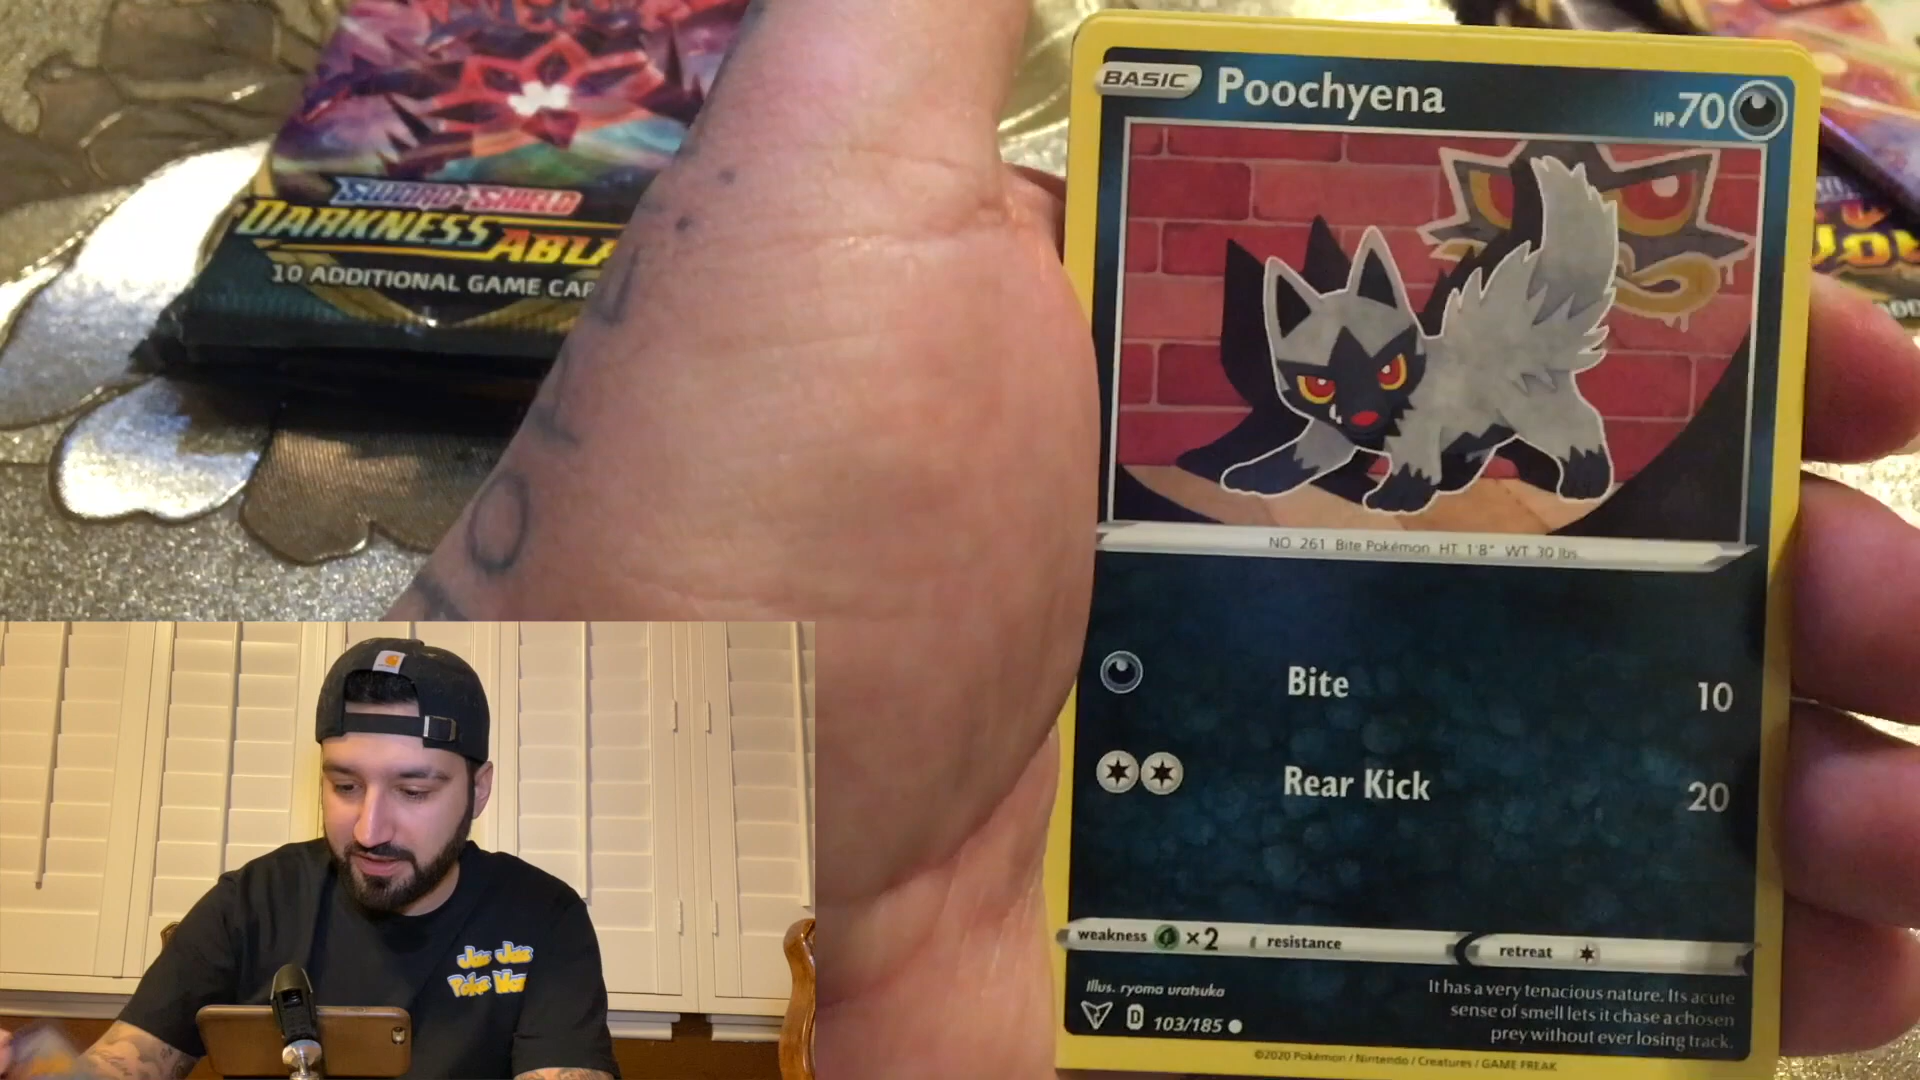 SWORD & SHIELD
DARKNESS ABL
10 ADDITIONAL GAME CAR
BASIC
Poochyena
HP 70
NO. 261 Bite Pokémon HT 1'8" WT 30 lbs.
Bite 10
Rear Kick 20
weakness ×2 resistance retreat
Illus. ryoma uratsuka
D 103/185
It has a very tenacious nature. Its acute
sense of smell lets it chase a chosen
prey without ever losing track.
©2020 Pokémon / Nintendo / Creatures / GAME FREAK